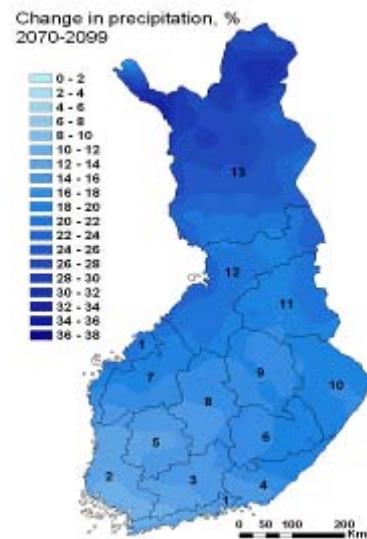 Change in precipitation, %
2070-2099
0 - 2
2 - 4
4 - 6
6 - 8
8 - 10
10 - 12
12 - 14
14 - 16
16 - 18
18 - 20
20 - 22
22 - 24
24 - 26
26 - 28
28 - 30
30 - 32
32 - 34
34 - 36
36 - 38
13
12
11
1
7
9
10
8
5
6
2
3
4
1
0 50 100 200
Km